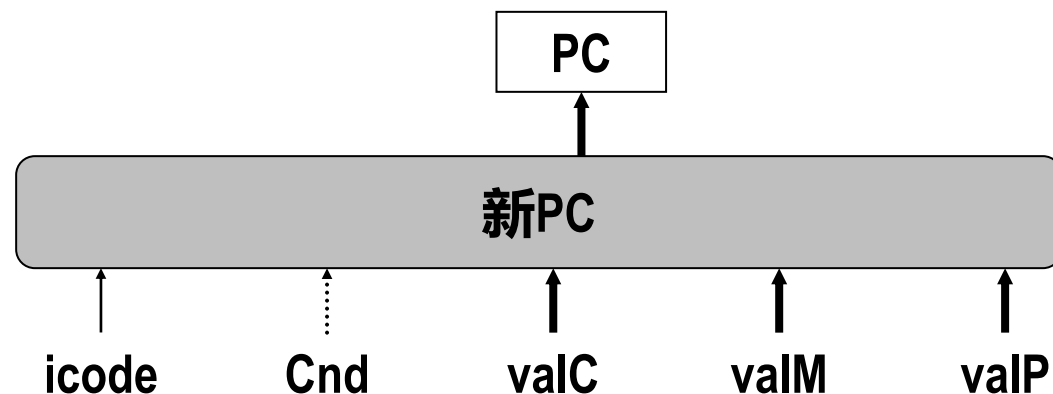 PC
新PC
icode
Cnd
valC
valM
valP